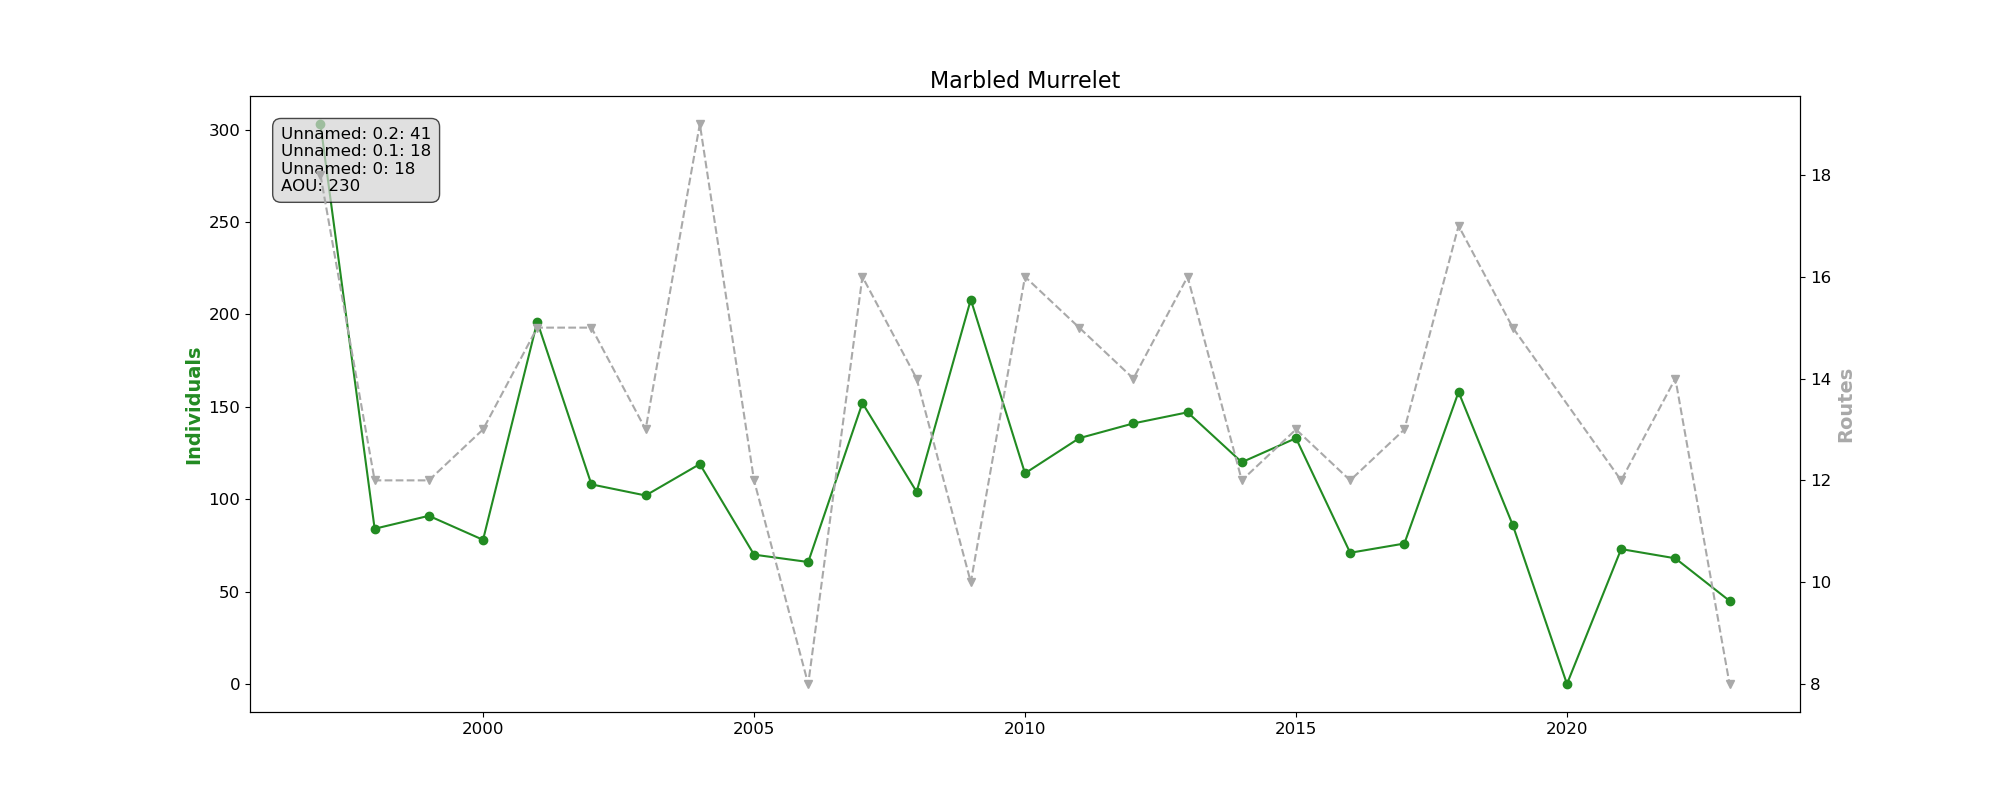 Marbled Murrelet
Unnamed: 0.2: 41
Unnamed: 0.1: 18
Unnamed: 0: 18
AOU: 230
300
250
200
150
100
50
0
Individuals
18
16
14
12
10
8
Routes
2000 2005 2010 2015 2020